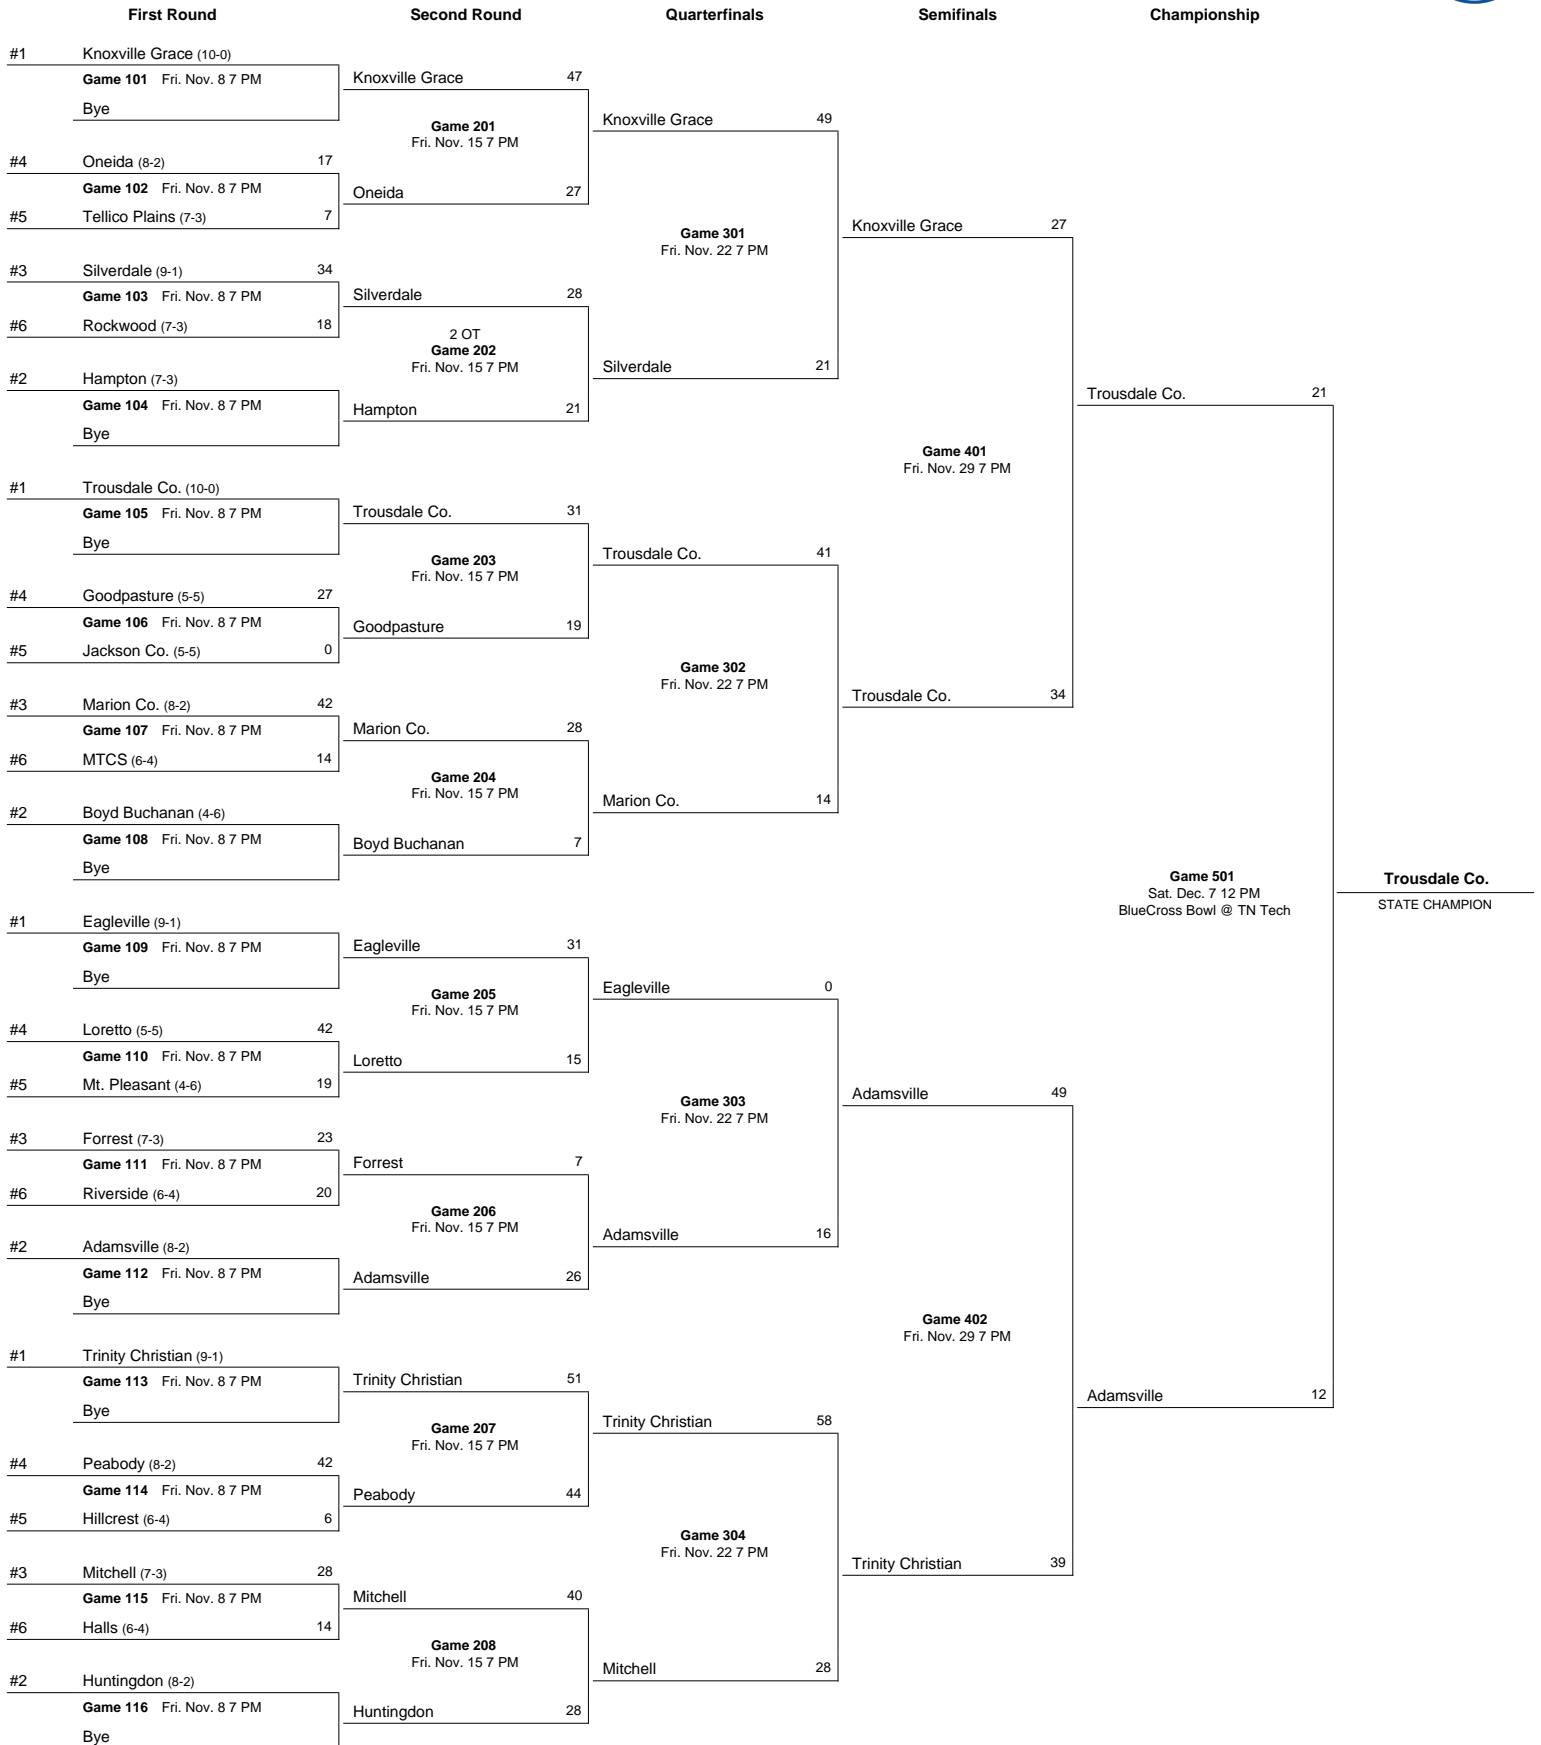 First Round Second Round Quarterfinals Semifinals Championship
#1 Knoxville Grace (10-0)
Game 101 Fri. Nov. 8 7 PM
Bye
#4 Oneida (8-2) 17
Game 102 Fri. Nov. 8 7 PM
#5 Tellico Plains (7-3) 7
#3 Silverdale (9-1) 34
Game 103 Fri. Nov. 8 7 PM
#6 Rockwood (7-3) 18
#2 Hampton (7-3)
Game 104 Fri. Nov. 8 7 PM
Bye
#1 Trousdale Co. (10-0)
Game 105 Fri. Nov. 8 7 PM
Bye
#4 Goodpasture (5-5) 27
Game 106 Fri. Nov. 8 7 PM
#5 Jackson Co. (5-5) 0
#3 Marion Co. (8-2) 42
Game 107 Fri. Nov. 8 7 PM
#6 MTCS (6-4) 14
#2 Boyd Buchanan (4-6)
Game 108 Fri. Nov. 8 7 PM
Bye
#1 Eagleville (9-1)
Game 109 Fri. Nov. 8 7 PM
Bye
#4 Loretto (5-5) 42
Game 110 Fri. Nov. 8 7 PM
#5 Mt. Pleasant (4-6) 19
#3 Forrest (7-3) 23
Game 111 Fri. Nov. 8 7 PM
#6 Riverside (6-4) 20
#2 Adamsville (8-2)
Game 112 Fri. Nov. 8 7 PM
Bye
#1 Trinity Christian (9-1)
Game 113 Fri. Nov. 8 7 PM
Bye
#4 Peabody (8-2) 42
Game 114 Fri. Nov. 8 7 PM
#5 Hillcrest (6-4) 6
#3 Mitchell (7-3) 28
Game 115 Fri. Nov. 8 7 PM
#6 Halls (6-4) 14
#2 Huntingdon (8-2)
Game 116 Fri. Nov. 8 7 PM
Bye
Knoxville Grace 47
Game 201
Fri. Nov. 15 7 PM
Oneida 27
Silverdale 28
2 OT
Game 202
Fri. Nov. 15 7 PM
Hampton 21
Trousdale Co. 31
Game 203
Fri. Nov. 15 7 PM
Goodpasture 19
Marion Co. 28
Game 204
Fri. Nov. 15 7 PM
Boyd Buchanan 7
Eagleville 31
Game 205
Fri. Nov. 15 7 PM
Loretto 15
Forrest 7
Game 206
Fri. Nov. 15 7 PM
Adamsville 26
Trinity Christian 51
Game 207
Fri. Nov. 15 7 PM
Peabody 44
Mitchell 40
Game 208
Fri. Nov. 15 7 PM
Huntingdon 28
Knoxville Grace 49
Game 301
Fri. Nov. 22 7 PM
Silverdale 21
Trousdale Co. 41
Game 302
Fri. Nov. 22 7 PM
Marion Co. 14
Eagleville 0
Game 303
Fri. Nov. 22 7 PM
Adamsville 16
Trinity Christian 58
Game 304
Fri. Nov. 22 7 PM
Mitchell 28
Knoxville Grace 27
Game 401
Fri. Nov. 29 7 PM
Trousdale Co. 34
Adamsville 49
Game 402
Fri. Nov. 29 7 PM
Trinity Christian 39
Trousdale Co. 21
Game 501
Sat. Dec. 7 12 PM
BlueCross Bowl @ TN Tech
Adamsville 12
Trousdale Co.
STATE CHAMPION